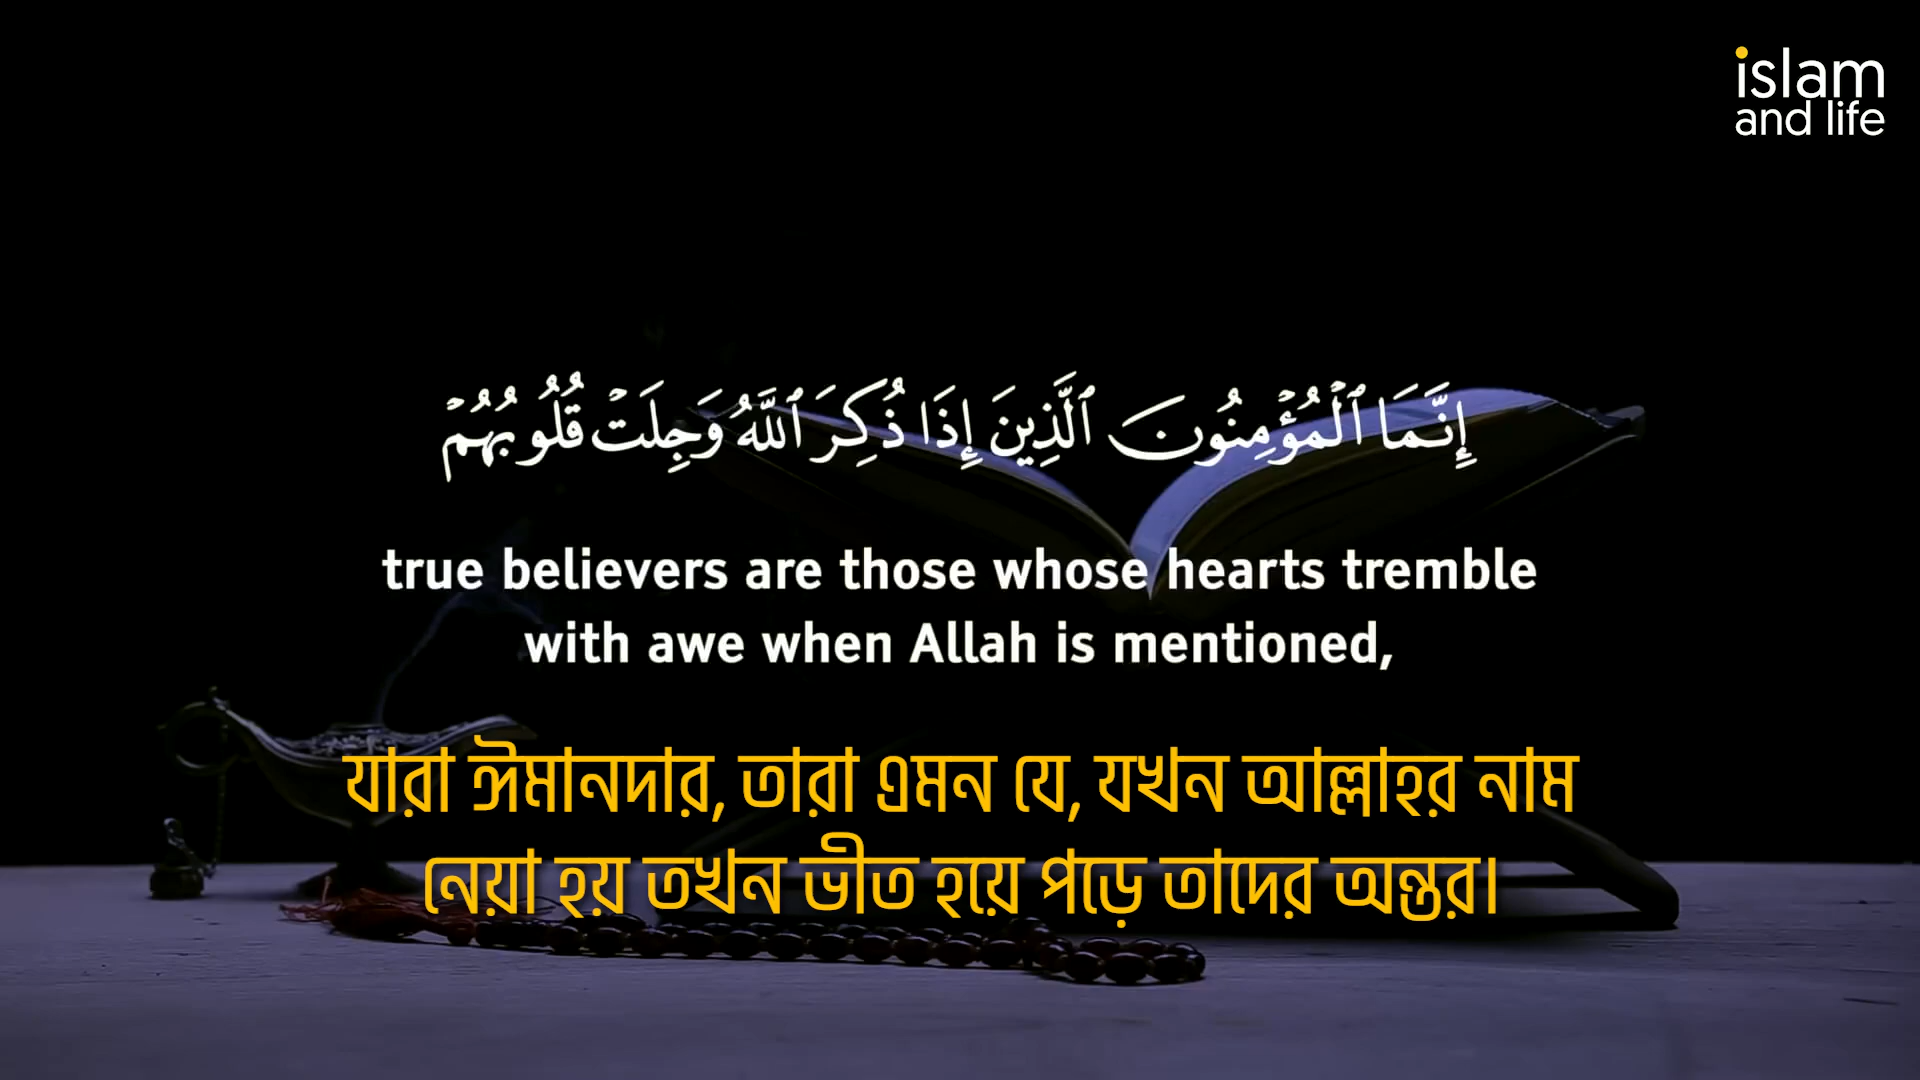 islam
and life
إِنَّمَا ٱلْمُؤْمِنُونَ ٱلَّذِينَ إِذَا ذُكِرَ ٱللَّهُ وَجِلَتْ قُلُوبُهُمْ
true believers are those whose hearts tremble
with awe when Allah is mentioned,
যারা ঈমানদার, তারা এমন যে, যখন আল্লাহর নাম
নেয়া হয় তখন ভীত হয়ে পড়ে তাদের অন্তর।